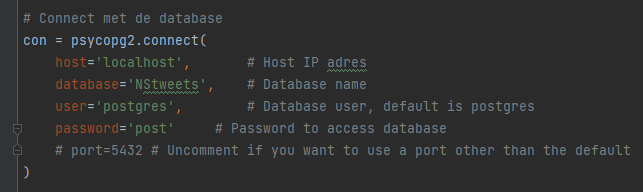 # Connect met de database
con = psycopg2.connect(
    host='localhost',       # Host IP adres
    database='NStweets',    # Database name
    user='postgres',        # Database user, default is postgres
    password='post'     # Password to access database
    # port=5432 # Uncomment if you want to use a port other than the default
)